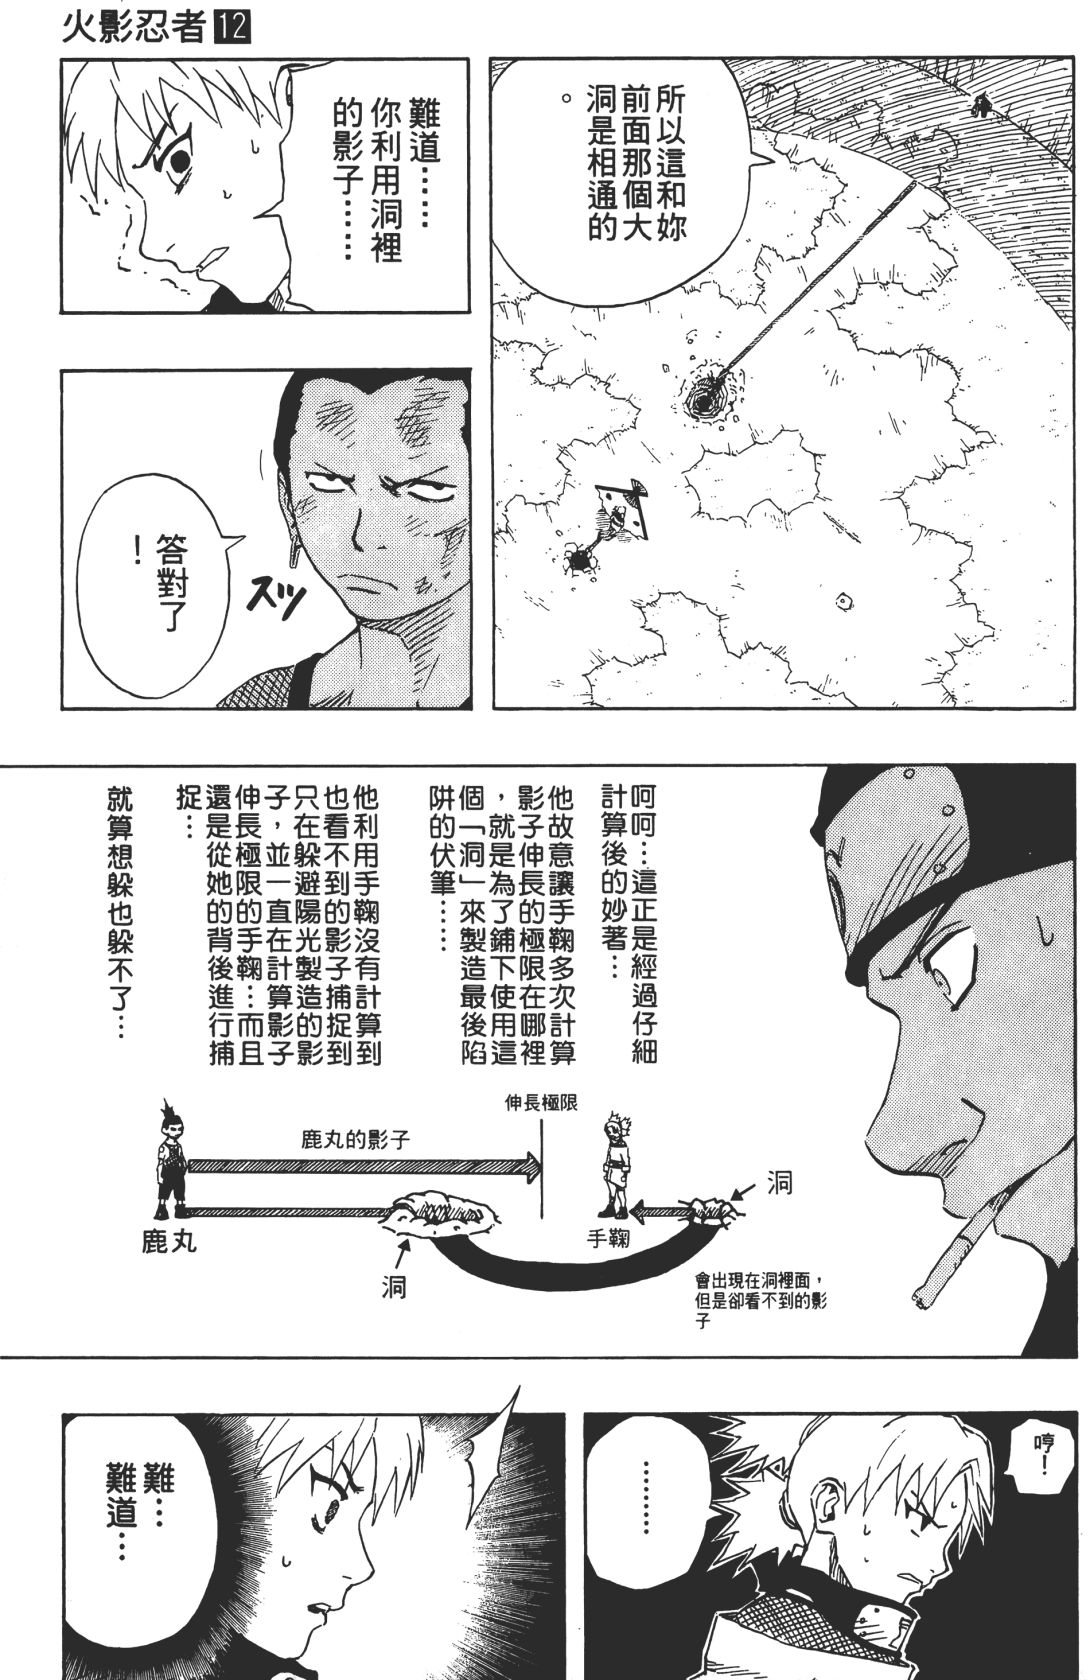 火影忍者12
所以這和妳
前面那個大
洞是相通的
。
難道⋯⋯
你利用洞裡
的影子⋯⋯
答對了
！
スッ
呵呵⋯這正是經過仔細
計算後的妙著⋯
他故意讓手鞠多次計算
影子伸長的極限在哪裡
，就是為了鋪下使用這
個「洞」來製造最後陷
阱的伏筆⋯⋯
他利用手鞠沒有計算到
也看不到的影子捕捉到
只在躲避陽光製造的影
子，並一直在計算影子
伸長極限的手鞠⋯而且
還是從她的背後進行捕
捉⋯
就算想躲也躲不了⋯
伸長極限
鹿丸的影子
洞
鹿丸
手鞠
洞
會出現在洞裡面，
但是卻看不到的影
子
哼！
⋯⋯⋯
難⋯
難道⋯